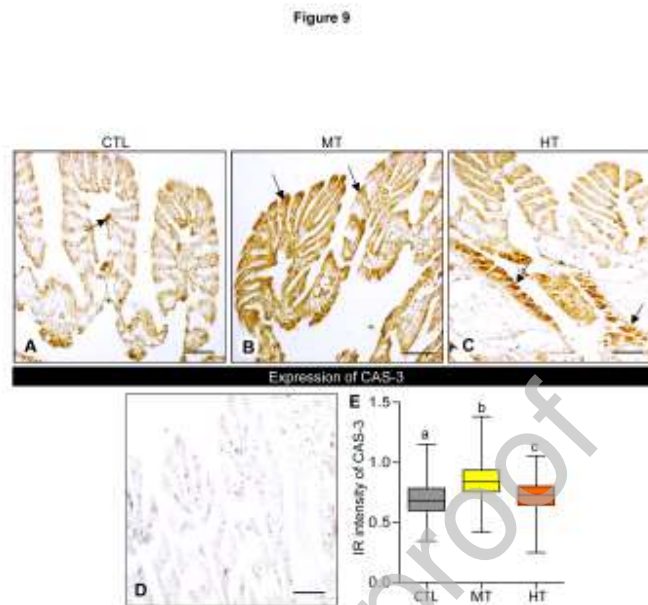 Figure 9
CTL MT HT
A B C
Expression of CAS-3
D
E
IR intensity of CAS-3
1.5
1.0
0.5
0.0
a b c
CTL MT HT
proof